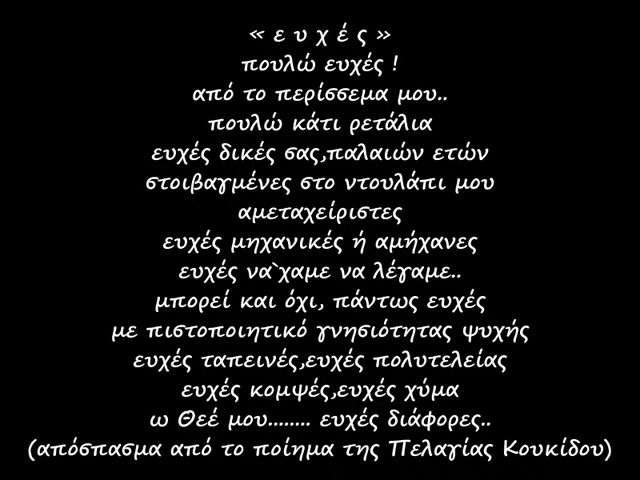 « ε υ χ έ ς »
πουλώ ευχές !
από το περίσσεμα μου..
πουλώ κάτι ρετάλια
ευχές δικές σας,παλαιών ετών
στοιβαγμένες στο ντουλάπι μου
αμεταχείριστες
ευχές μηχανικές ή αμήχανες
ευχές να`χαμε να λέγαμε..
μπορεί και όχι, πάντως ευχές
με πιστοποιητικό γνησιότητας ψυχής
ευχές ταπεινές,ευχές πολυτελείας
ευχές κομψές,ευχές χύμα
ω Θεέ μου........ ευχές διάφορες..
(απόσπασμα από το ποίημα της Πελαγίας Κουκίδου)